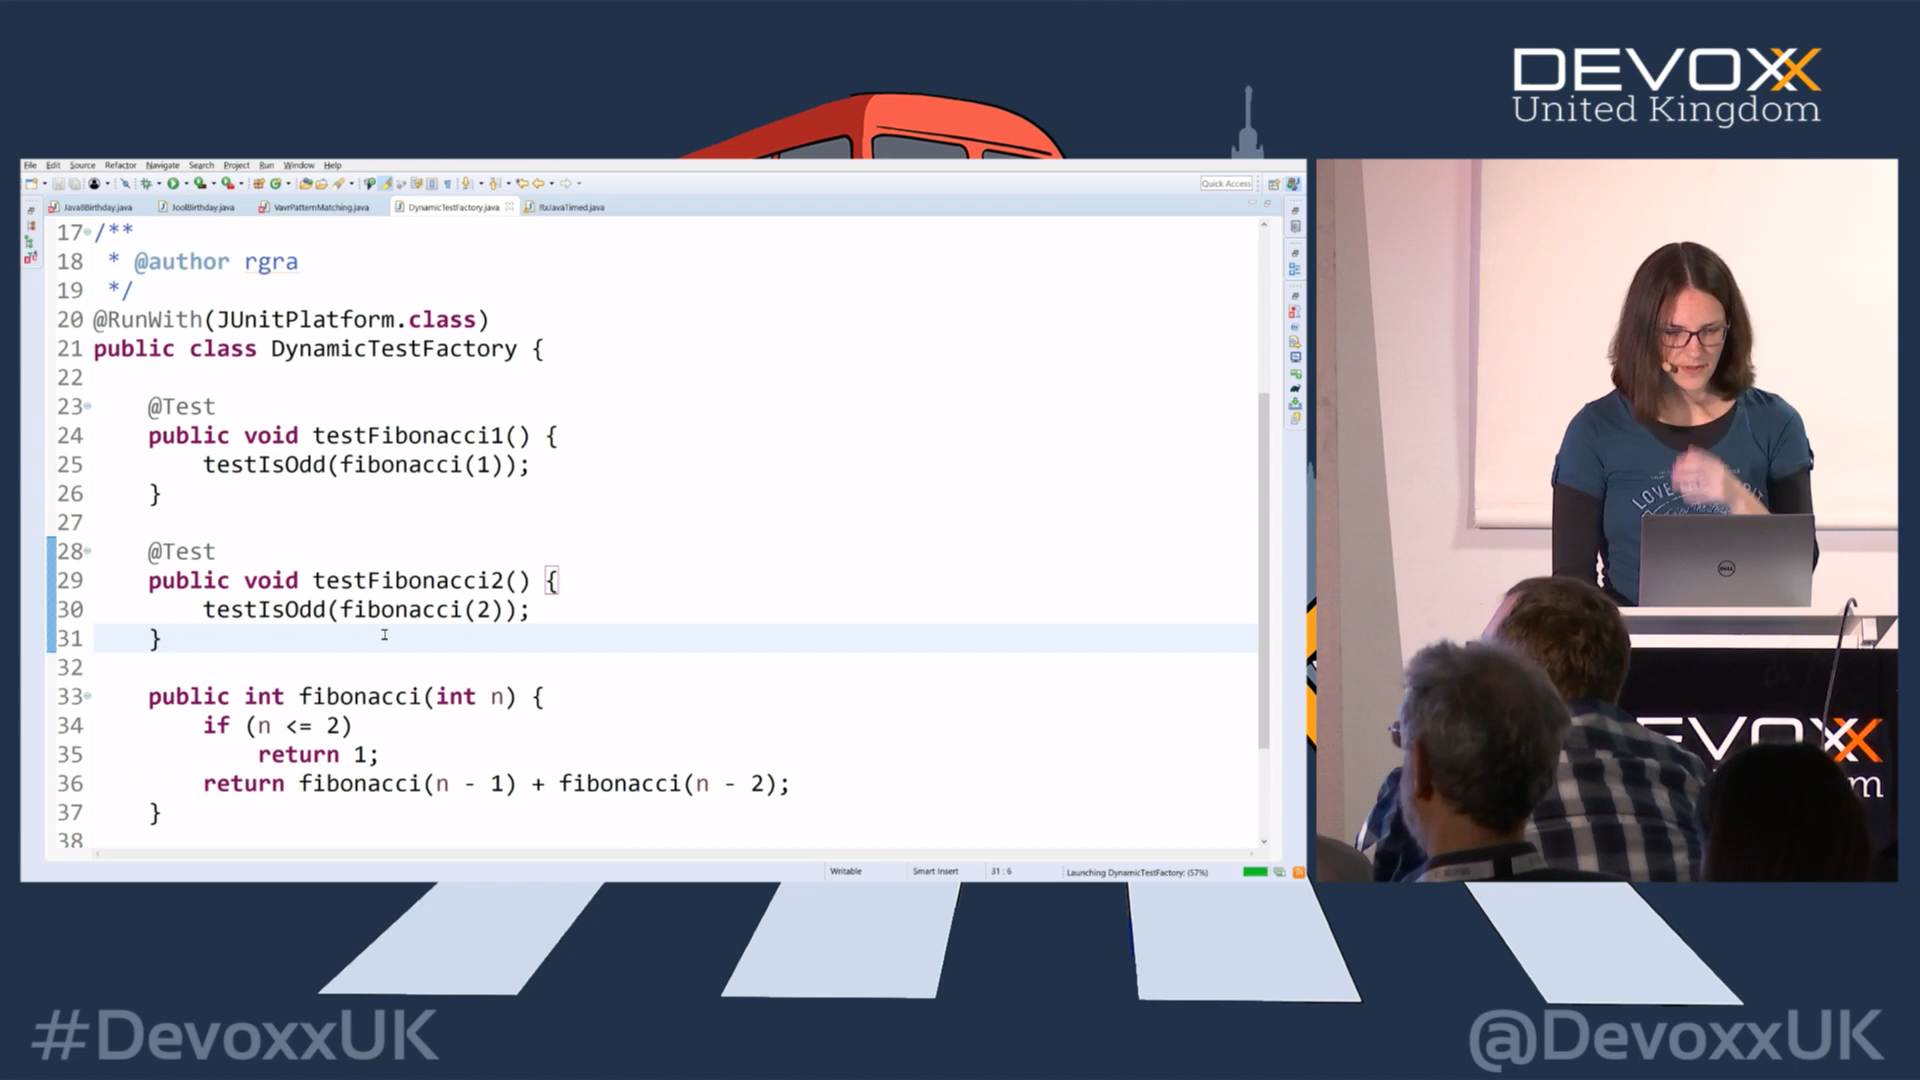 DEVOXX
United Kingdom
File Edit Source Refactor Navigate Search Project Run Window Help
Quick Access
Java8Birthday.java JoolBirthday.java VavrPatternMatching.java DynamicTestFactory.java RxJavaTimed.java
17 /**
18 * @author rgra
19 */
20 @RunWith(JUnitPlatform.class)
21 public class DynamicTestFactory {
22
23 @Test
24 public void testFibonacci1() {
25 testIsOdd(fibonacci(1));
26 }
27
28 @Test
29 public void testFibonacci2() {
30 testIsOdd(fibonacci(2));
31 }
32
33 public int fibonacci(int n) {
34 if (n <= 2)
35 return 1;
36 return fibonacci(n - 1) + fibonacci(n - 2);
37 }
38
Writable Smart Insert 31 : 6 Launching DynamicTestFactory: (57%)
LOVE
DELL
EVOXX
m
#DevoxxUK
@DevoxxUK